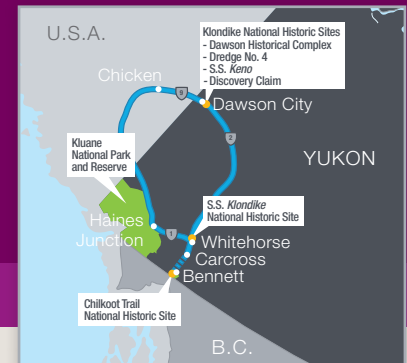 U.S.A.
Klondike National Historic Sites
- Dawson Historical Complex
- Dredge No. 4
- S.S. Keno
- Discovery Claim
Chicken
9
Dawson City
2
Kluane
National Park
and Reserve
YUKON
S.S. Klondike
National Historic Site
Haines
Junction
1
Whitehorse
Carcross
Bennett
Chilkoot Trail
National Historic Site
B.C.